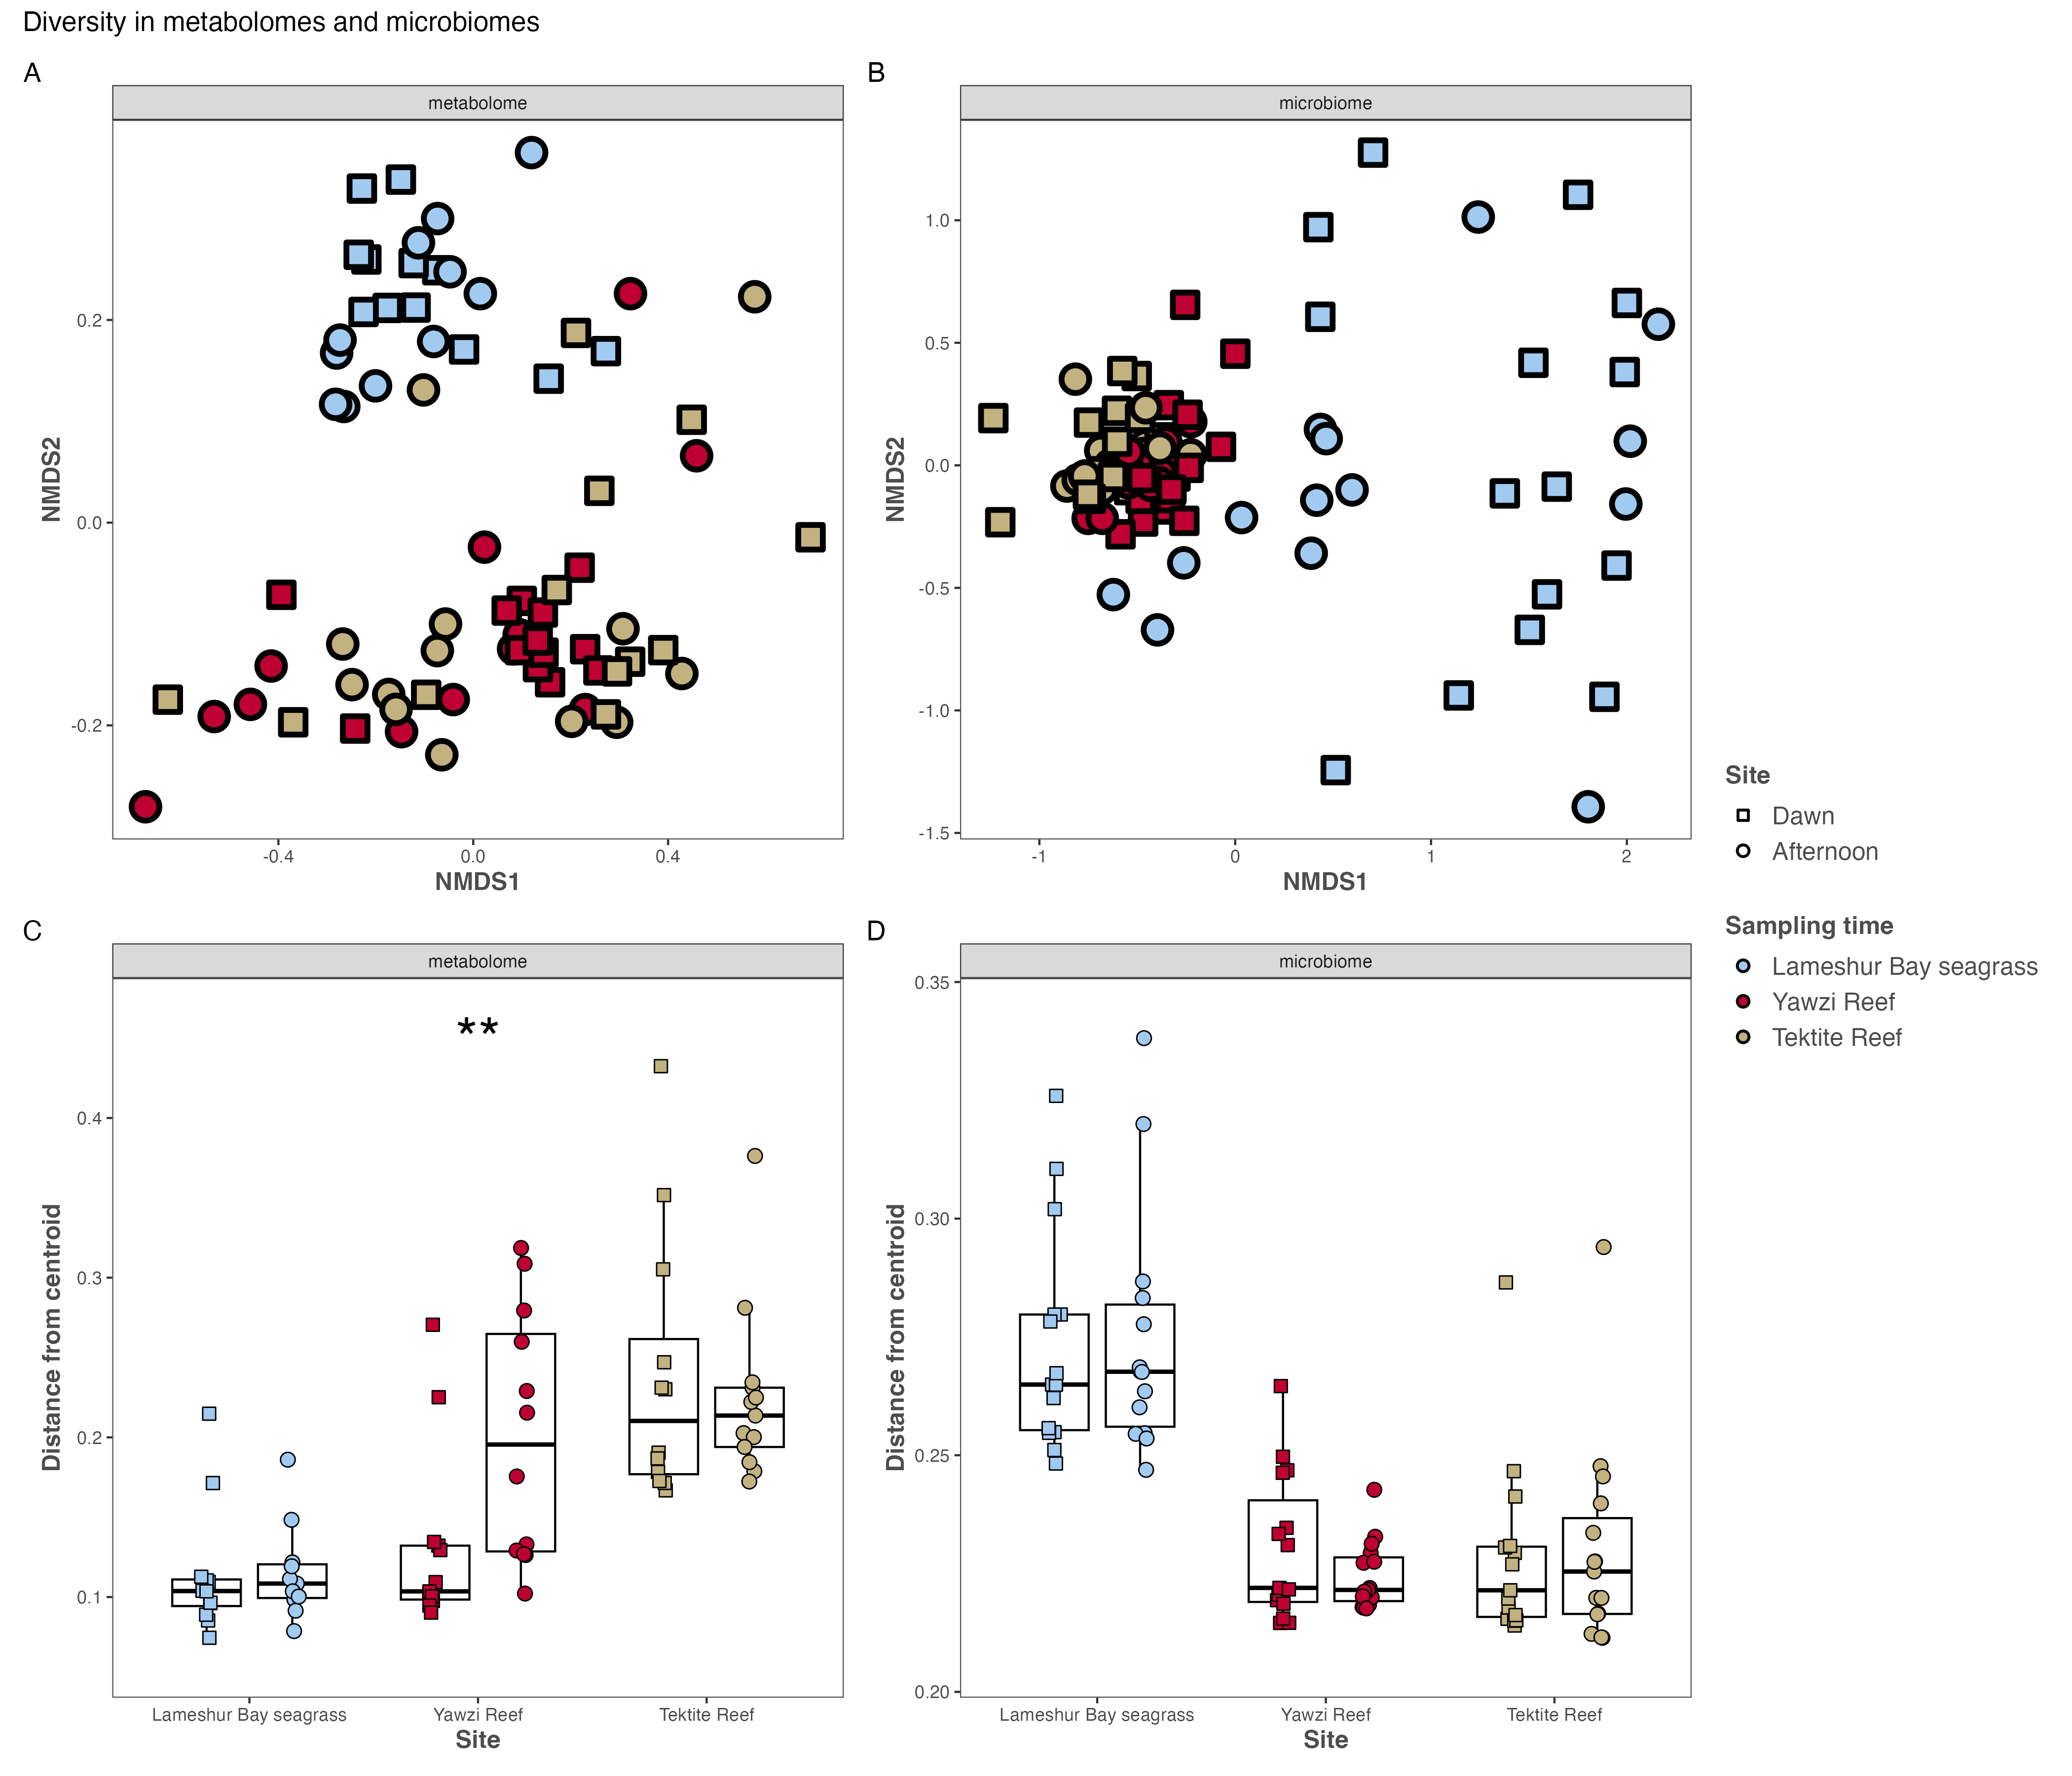 Diversity in metabolomes and microbiomes
A
metabolome
0.2
0.0
-0.2
NMDS2
-0.4
0.0
0.4
NMDS1
B
microbiome
1.0
0.5
0.0
-0.5
-1.0
-1.5
NMDS2
-1
0
1
2
NMDS1
Site
Dawn
Afternoon
Sampling time
Lameshur Bay seagrass
Yawzi Reef
Tektite Reef
C
metabolome
**
0.4
0.3
0.2
0.1
Distance from centroid
Lameshur Bay seagrass
Yawzi Reef
Tektite Reef
Site
D
microbiome
0.35
0.30
0.25
0.20
Distance from centroid
Lameshur Bay seagrass
Yawzi Reef
Tektite Reef
Site